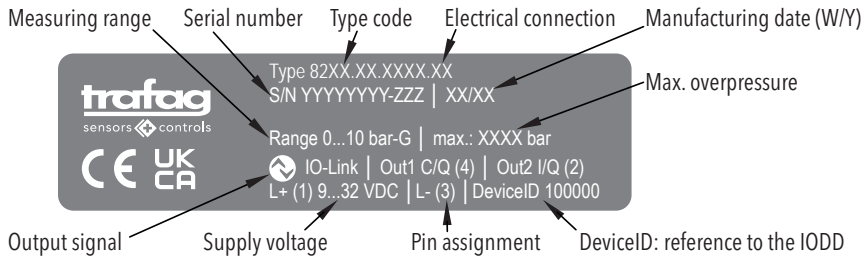 Measuring range Serial number Type code Electrical connection Manufacturing date (W/Y)
Type 82XX.XX.XXXX.XX
S/N YYYYYYYY-ZZZ | XX/XX
Max. overpressure
trafag
sensors controls
Range 0...10 bar-G | max.: XXXX bar
CE UK CA
IO-Link | Out1 C/Q (4) | Out2 I/Q (2)
L+ (1) 9...32 VDC | L- (3) | DeviceID 100000
Output signal Supply voltage Pin assignment DeviceID: reference to the IODD